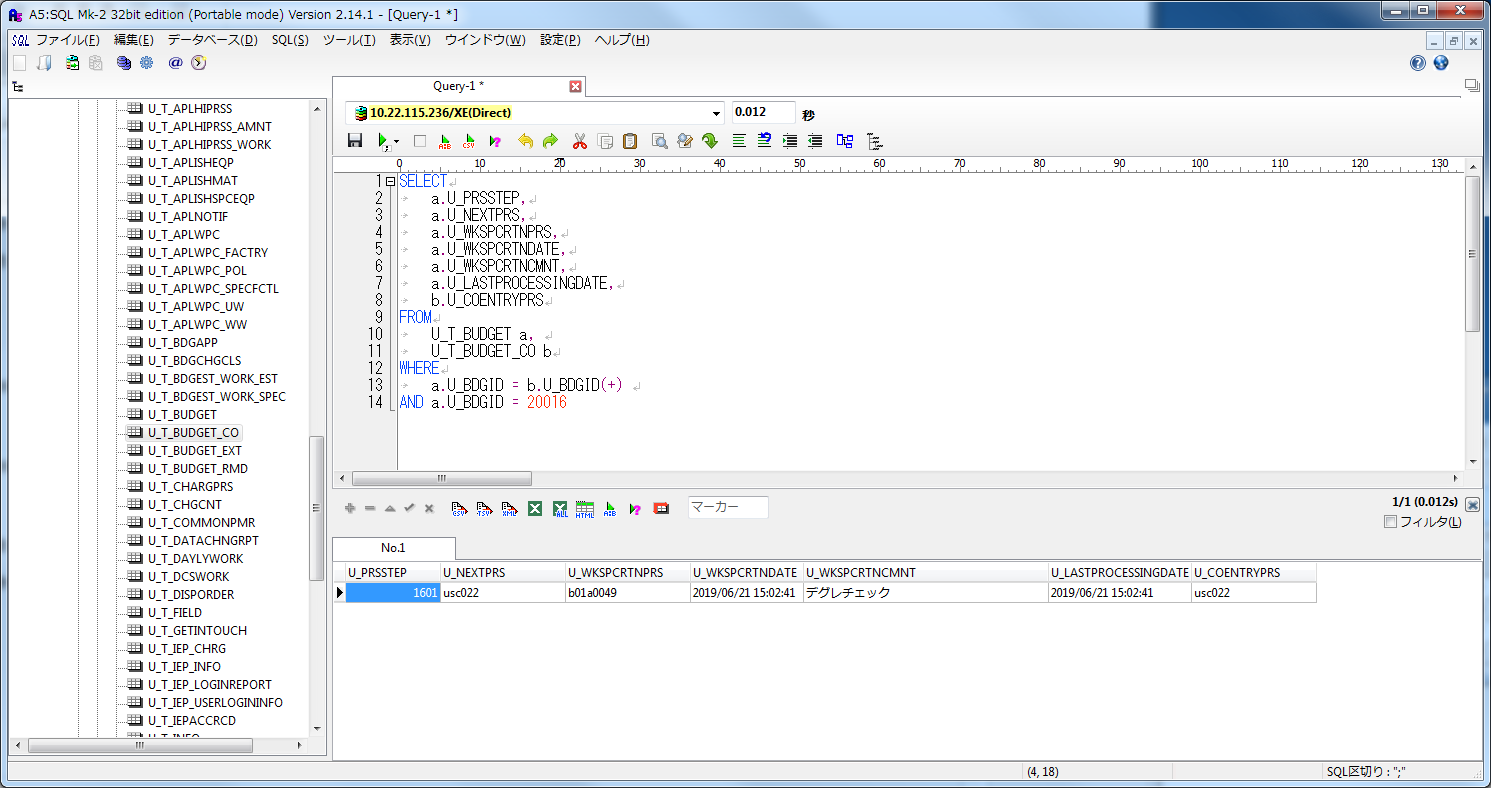 A5:SQL Mk-2 32bit edition (Portable mode) Version 2.14.1 - [Query-1 *]
SQL ファイル(F) 編集(E) データベース(D) SQL(S) ツール(T) 表示(V) ウインドウ(W) 設定(P) ヘルプ(H)
U_T_APLHIPRSS
U_T_APLHIPRSS_AMNT
U_T_APLHIPRSS_WORK
U_T_APLISHEQP
U_T_APLISHMAT
U_T_APLISHSPCEQP
U_T_APLNOTIF
U_T_APLWPC
U_T_APLWPC_FACTRY
U_T_APLWPC_POL
U_T_APLWPC_SPECFCTL
U_T_APLWPC_UW
U_T_APLWPC_WW
U_T_BDGAPP
U_T_BDGCHGCLS
U_T_BDGEST_WORK_EST
U_T_BDGEST_WORK_SPEC
U_T_BUDGET
U_T_BUDGET_CO
U_T_BUDGET_EXT
U_T_BUDGET_RMD
U_T_CHARGPRS
U_T_CHGCNT
U_T_COMMONPMR
U_T_DATACHNGRPT
U_T_DAYLYWORK
U_T_DCSWORK
U_T_DISPORDER
U_T_FIELD
U_T_GETINTOUCH
U_T_IEP_CHRG
U_T_IEP_INFO
U_T_IEP_LOGINREPORT
U_T_IEP_USERLOGININFO
U_T_IEPACCRCD
U_T_INFO
Query-1 *
10.22.115.236/XE(Direct) 0.012 秒
0 10 20 30 40 50 60 70 80 90 100 110 120 130
1 SELECT
2 a.U_PRSSTEP,
3 a.U_NEXTPRS,
4 a.U_WKSPCRTNPRS,
5 a.U_WKSPCRTNDATE,
6 a.U_WKSPCRTNCMNT,
7 a.U_LASTPROCESSINGDATE,
8 b.U_COENTRYPRS
9 FROM
10 U_T_BUDGET a,
11 U_T_BUDGET_CO b
12 WHERE
13 a.U_BDGID = b.U_BDGID(+)
14 AND a.U_BDGID = 20016
マーカー
1/1 (0.012s)
フィルタ(L)
No.1
U_PRSSTEP U_NEXTPRS U_WKSPCRTNPRS U_WKSPCRTNDATE U_WKSPCRTNCMNT U_LASTPROCESSINGDATE U_COENTRYPRS
1601 usc022 b01a0049 2019/06/21 15:02:41 デグレチェック 2019/06/21 15:02:41 usc022
(4, 18) SQL区切り : ";"